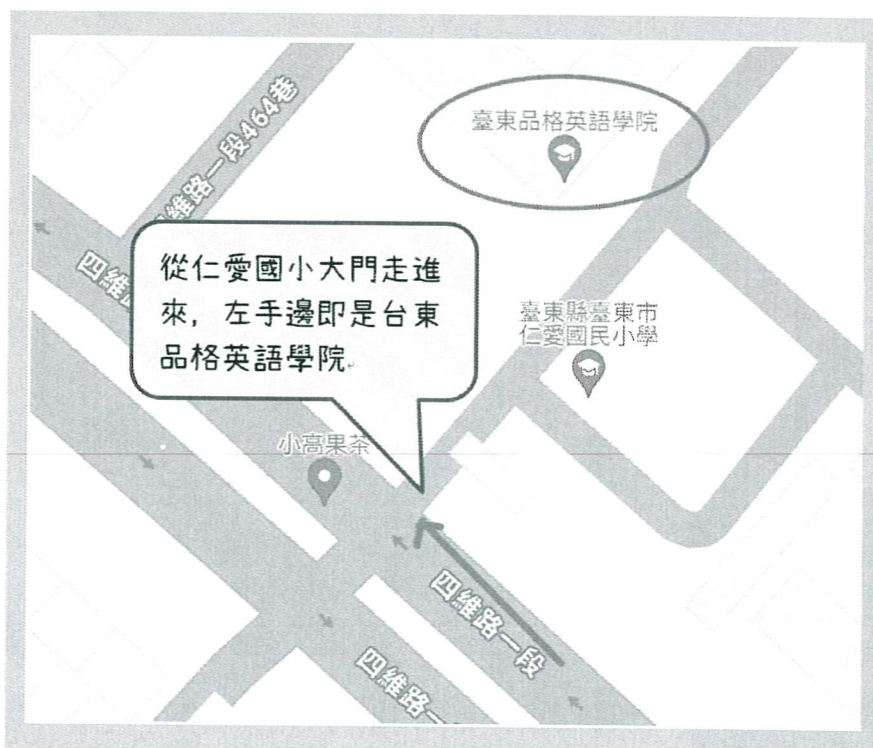 四維路一段464巷
臺東品格英語學院
四維路
從仁愛國小大門走進
來, 左手邊即是台東
品格英語學院
臺東縣臺東市
仁愛國民小學
小高果茶
四維路一段
四維路一